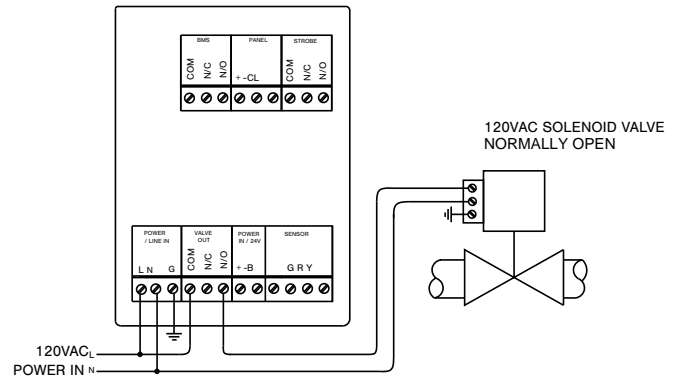 BMS PANEL STROBE
COM N/C N/O + -CL COM N/C N/O
120VAC SOLENOID VALVE
NORMALLY OPEN
POWER / LINE IN VALVE OUT POWER IN / 24V SENSOR
L N G COM N/C N/O + -B G R Y
120VAC L
POWER IN N